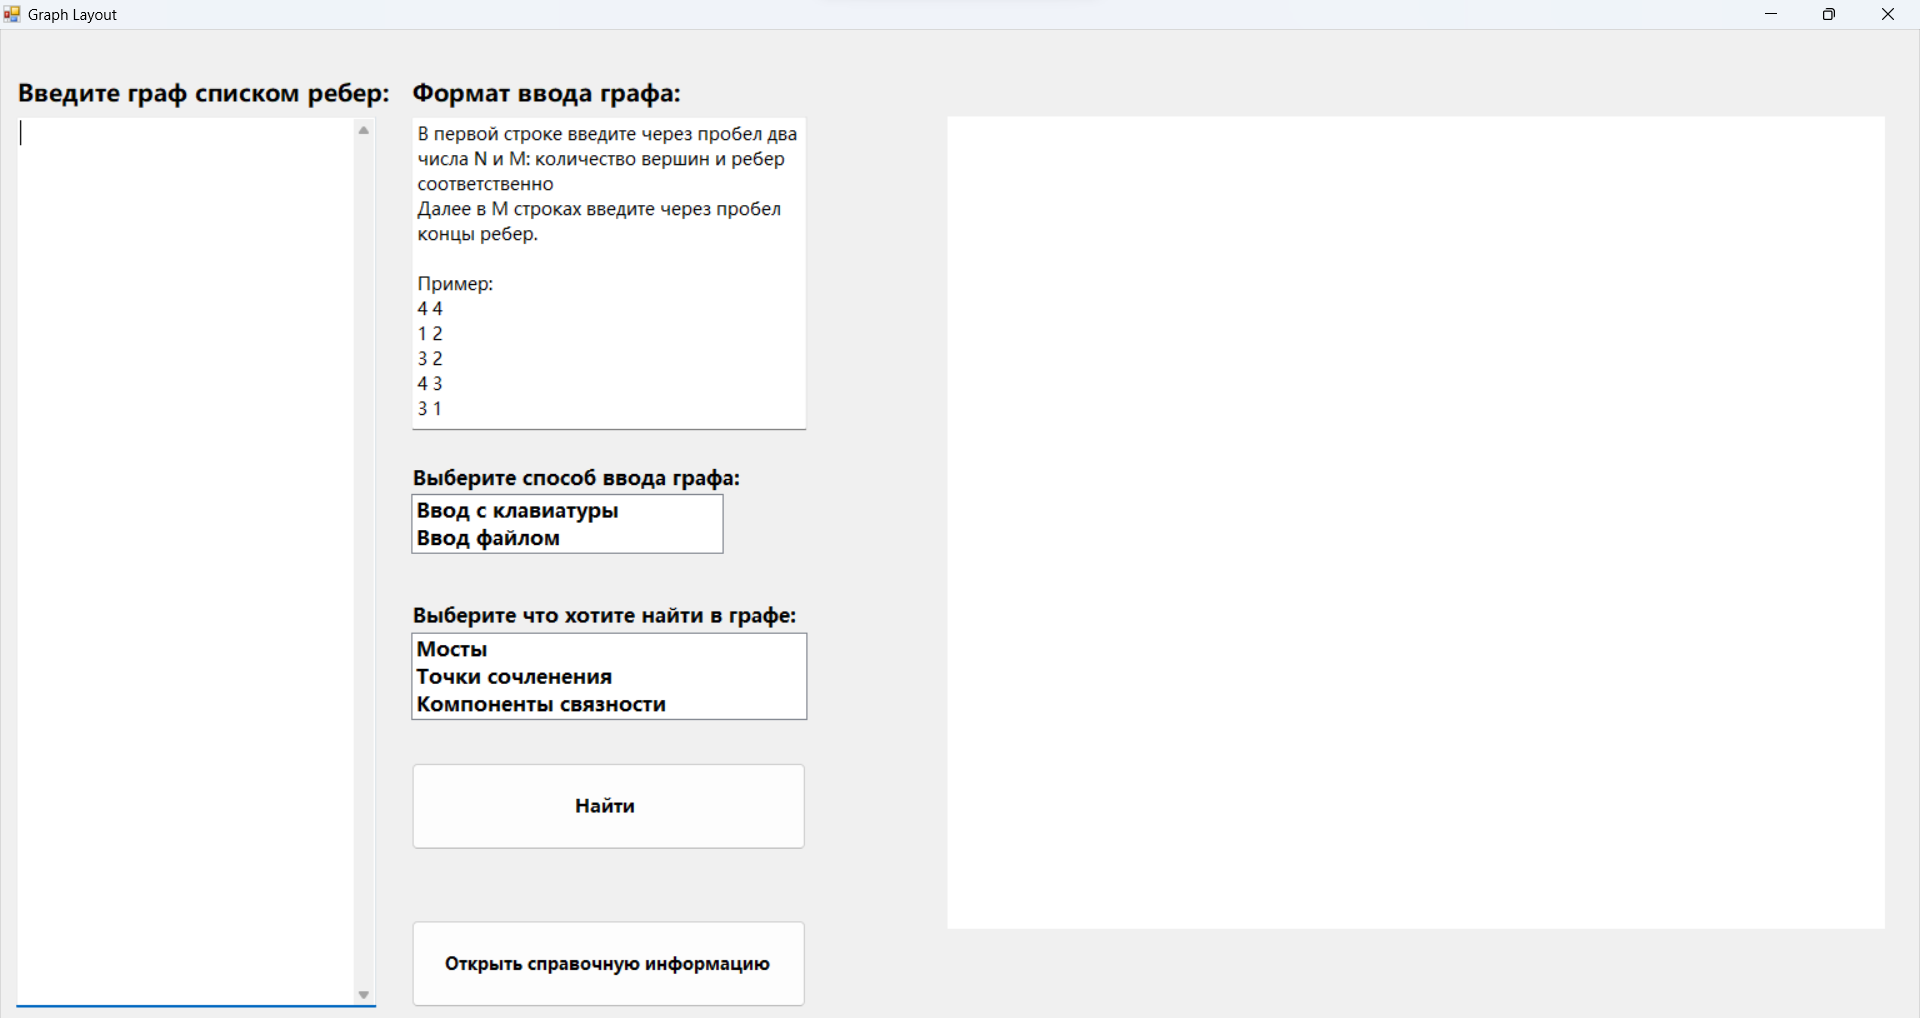 Graph Layout
Введите граф списком ребер:
Формат ввода графа:
В первой строке введите через пробел два
числа N и M: количество вершин и ребер
соответственно
Далее в M строках введите через пробел
концы ребер.
Пример:
4 4
1 2
3 2
4 3
3 1
Выберите способ ввода графа:
Ввод с клавиатуры
Ввод файлом
Выберите что хотите найти в графе:
Мосты
Точки сочленения
Компоненты связности
Найти
Открыть справочную информацию